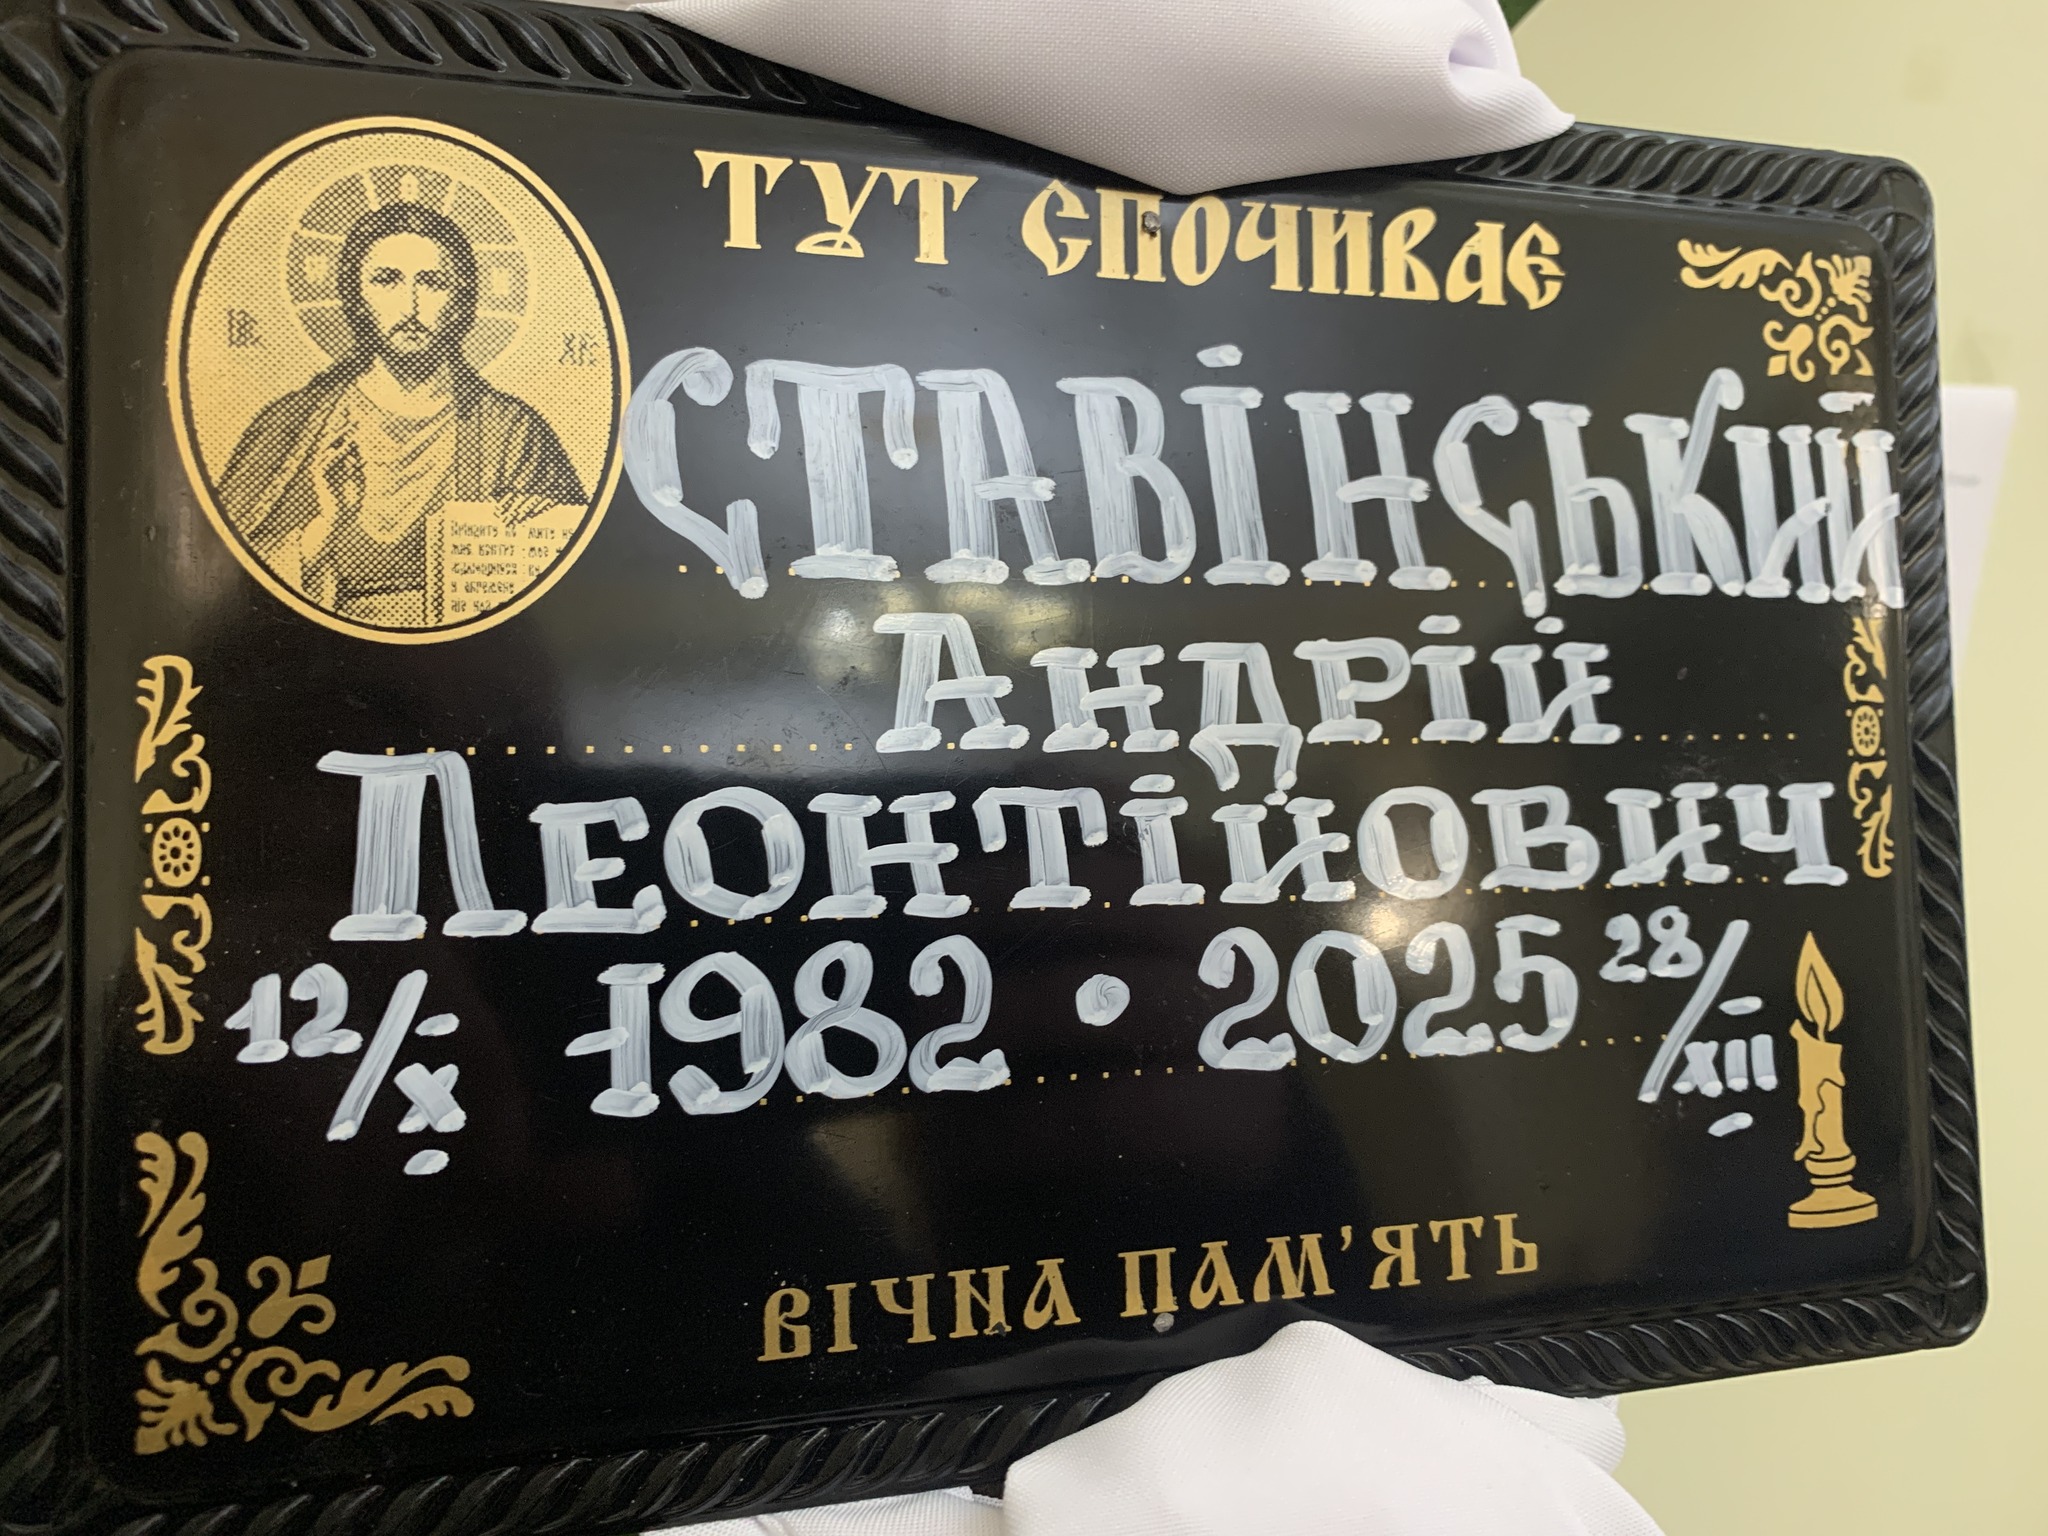 ТУТ СПОЧИВАЄ
СТАВІНСЬКИЙ
АНДРІЙ
ЛЕОНТІЙОВИЧ
12/X 1982 • 2025 28/XII
ВІЧНА ПАМ'ЯТЬ